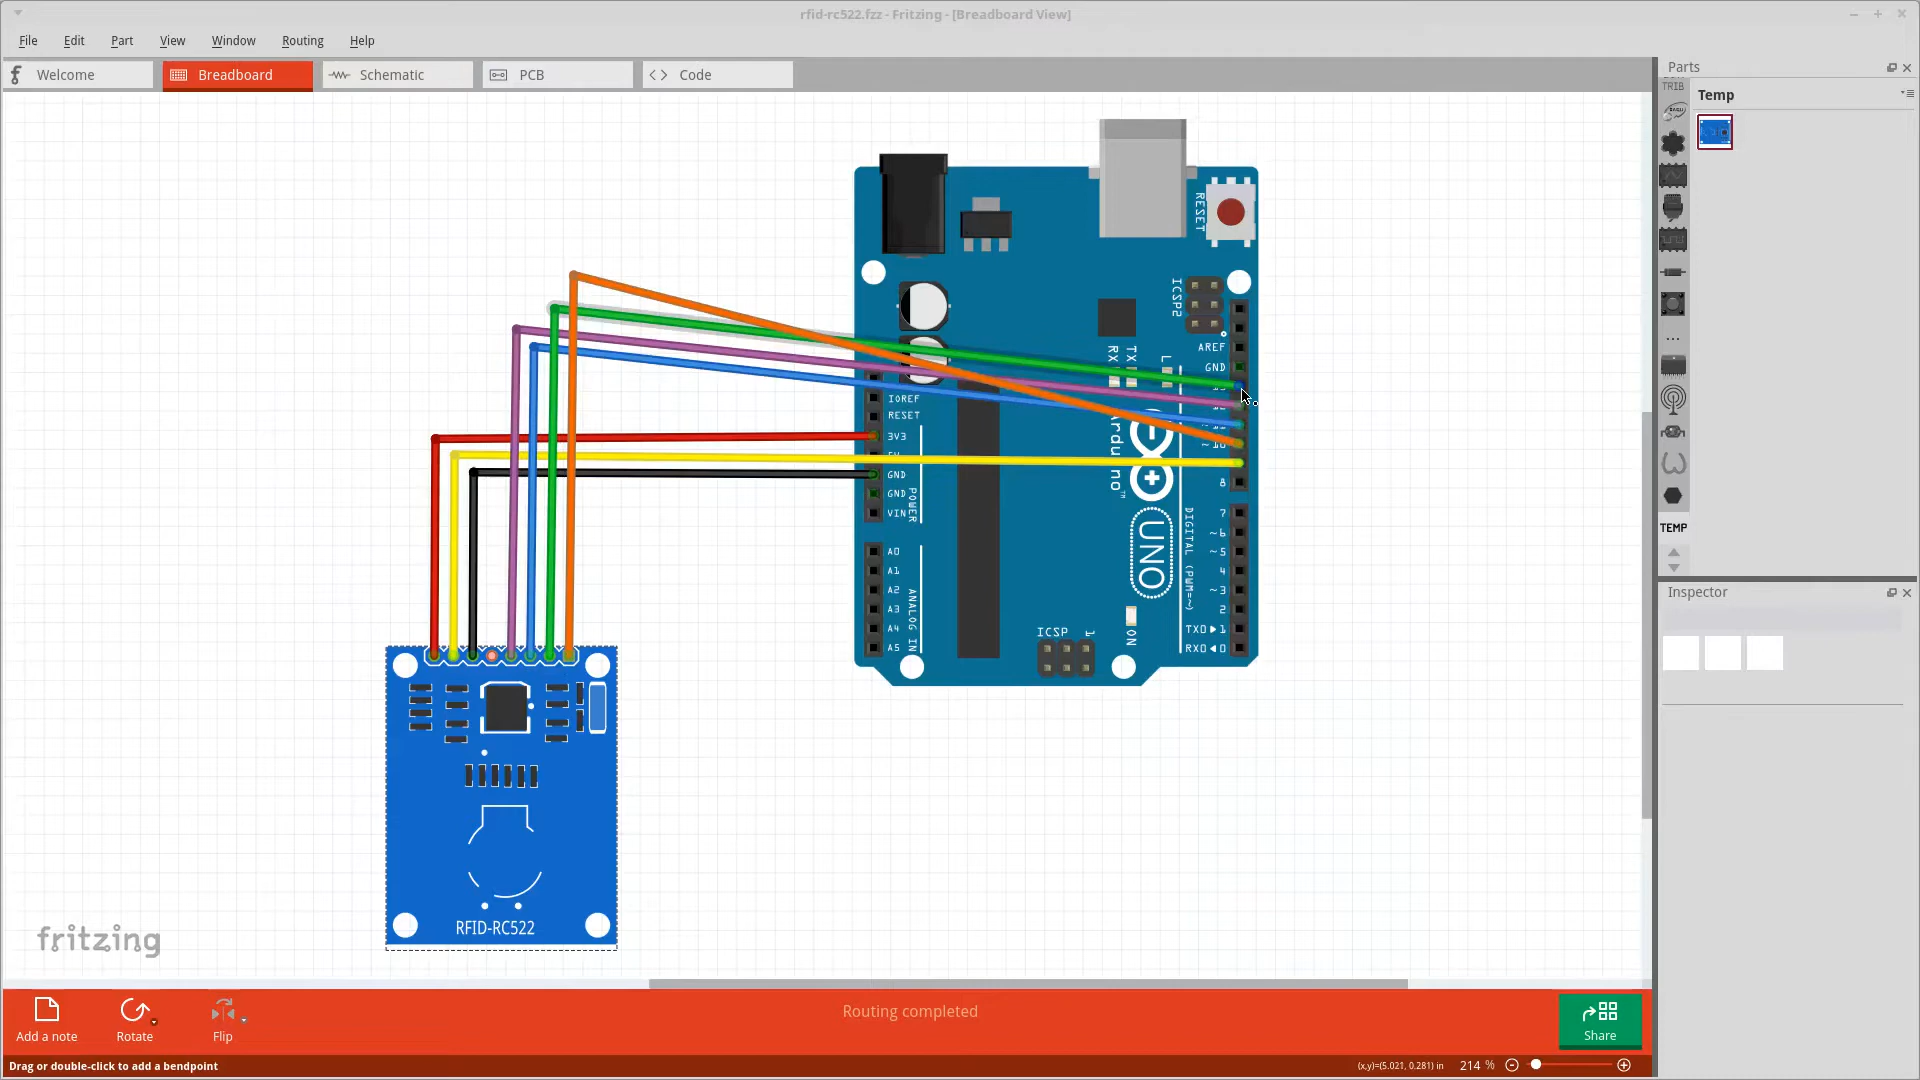 rfid-rc522.fzz - Fritzing - [Breadboard View]
File Edit Part View Window Routing Help
Welcome Breadboard Schematic PCB Code
Parts
Temp
RESET
ICSP2
AREF
GND
TX
RX
L
IOREF
RESET
3V3
GND
GND
VIN
POWER
8
7
~6
~5
4
~3
2
TXD▶1
RXD◀0
DIGITAL (PWM=~)
UNO
A0
A1
A2
A3
A4
A5
ANALOG IN
ICSP
1
ON
TEMP
Inspector
RFID-RC522
fritzing
Add a note
Rotate
Flip
Routing completed
Share
Drag or double-click to add a bendpoint
(x,y)=(5.021, 0.281) in
214 %